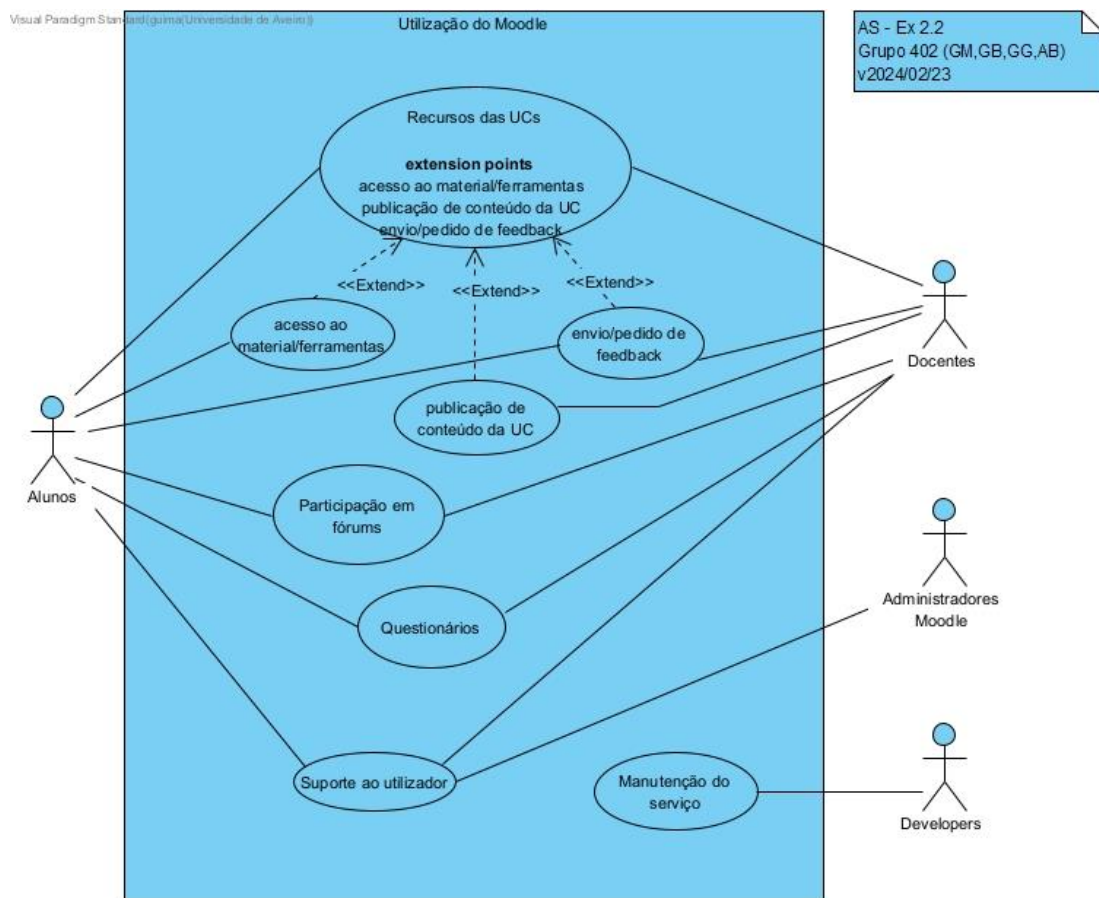 Visual Paradigm Standard(guima(Universidade de Aveiro))
Utilização do Moodle
AS - Ex 2.2
Grupo 402 (GM,GB,GG,AB)
v2024/02/23
Recursos das UCs
extension points
acesso ao material/ferramentas
publicação de conteúdo da UC
envio/pedido de feedback
<<Extend>>
<<Extend>>
<<Extend>>
acesso ao
material/ferramentas
envio/pedido de
feedback
Docentes
publicação de
conteúdo da UC
Alunos
Participação em
fórums
Administradores
Moodle
Questionários
Suporte ao utilizador
Manutenção do
serviço
Developers